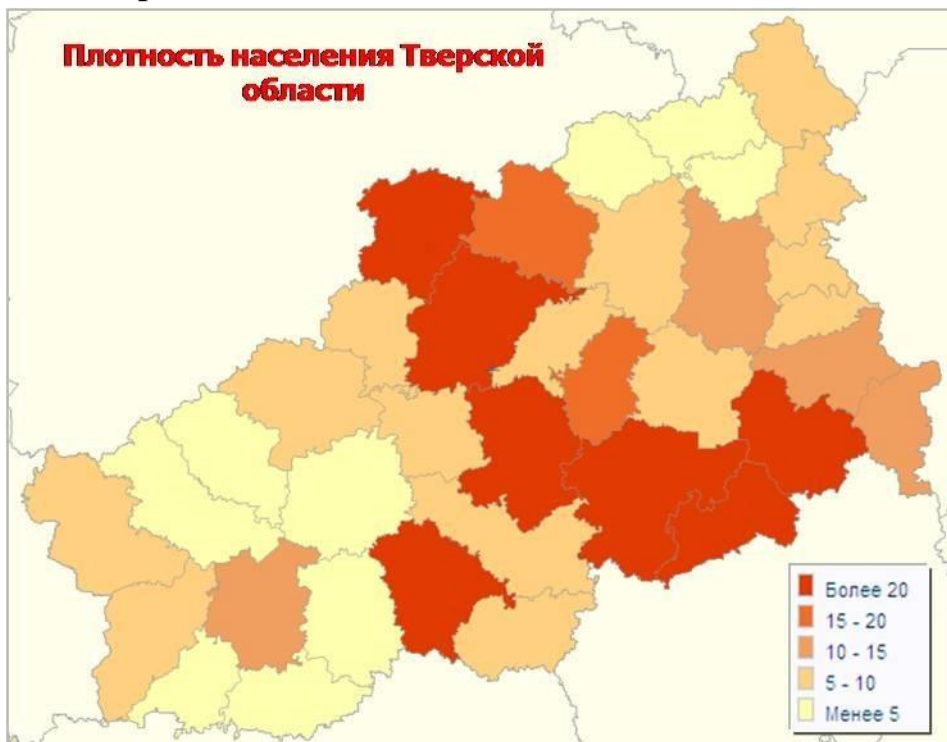 Плотность населения Тверской
области
Более 20
15 - 20
10 - 15
5 - 10
Менее 5